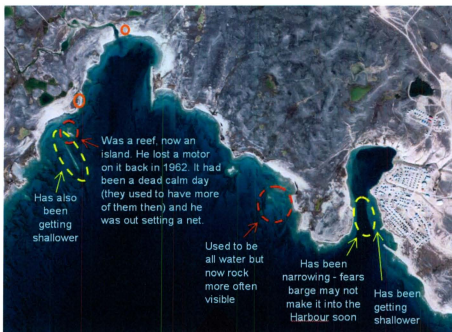 Was a reef, now an
island. He lost a motor
on it back in 1962. It had
been a dead calm day
(they used to have more
of them then) and he
was out setting a net.
Has also
been
getting
shallower
Used to be
all water but
now rock
more often
visible
Has been
narrowing - fears
barge may not
make it into the
Harbour soon
Has been
getting
shallower